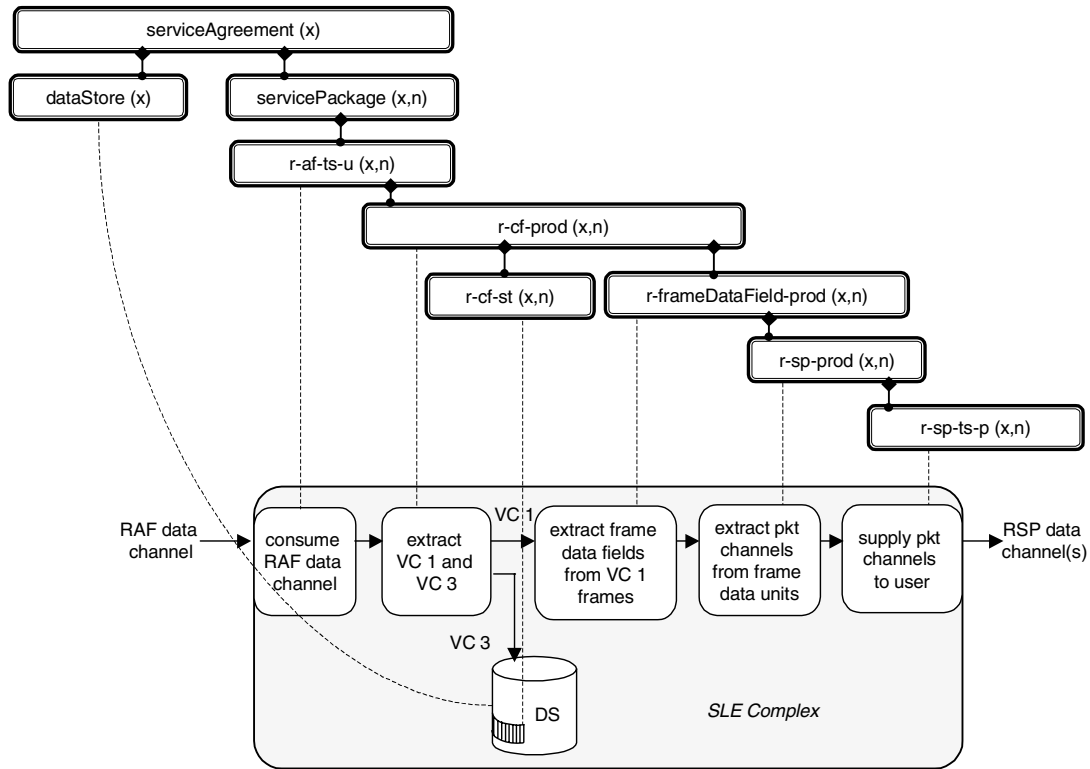 serviceAgreement (x)
dataStore (x)
servicePackage (x,n)
r-af-ts-u (x,n)
r-cf-prod (x,n)
r-cf-st (x,n)
r-frameDataField-prod (x,n)
r-sp-prod (x,n)
r-sp-ts-p (x,n)
RAF data
channel
consume
RAF data
channel
extract
VC 1 and
VC 3
VC 1
VC 3
extract frame
data fields
from VC 1
frames
extract pkt
channels
from frame
data units
supply pkt
channels
to user
RSP data
channel(s)
DS
SLE Complex